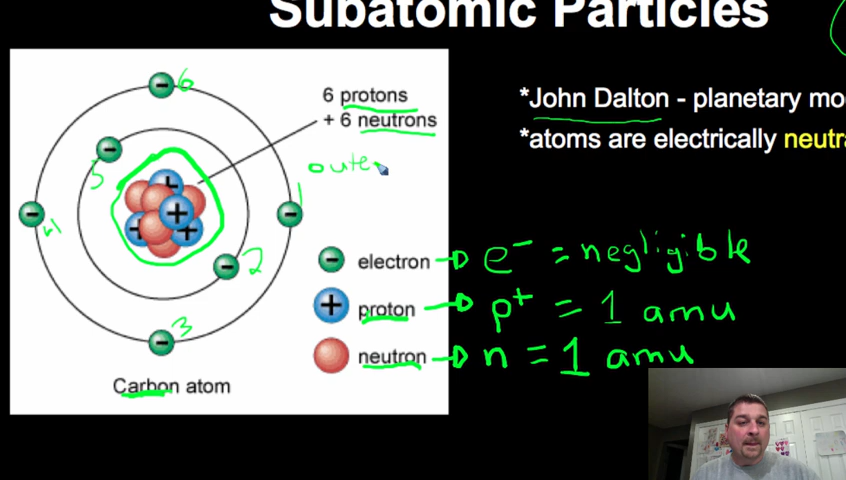 Subatomic Particles
6 protons
+ 6 neutrons
*John Dalton - planetary mo
*atoms are electrically neutra
6
5
1
oute
4
2
3
electron → e⁻ = negligible
proton → p⁺ = 1 amu
neutron → n = 1 amu
Carbon atom